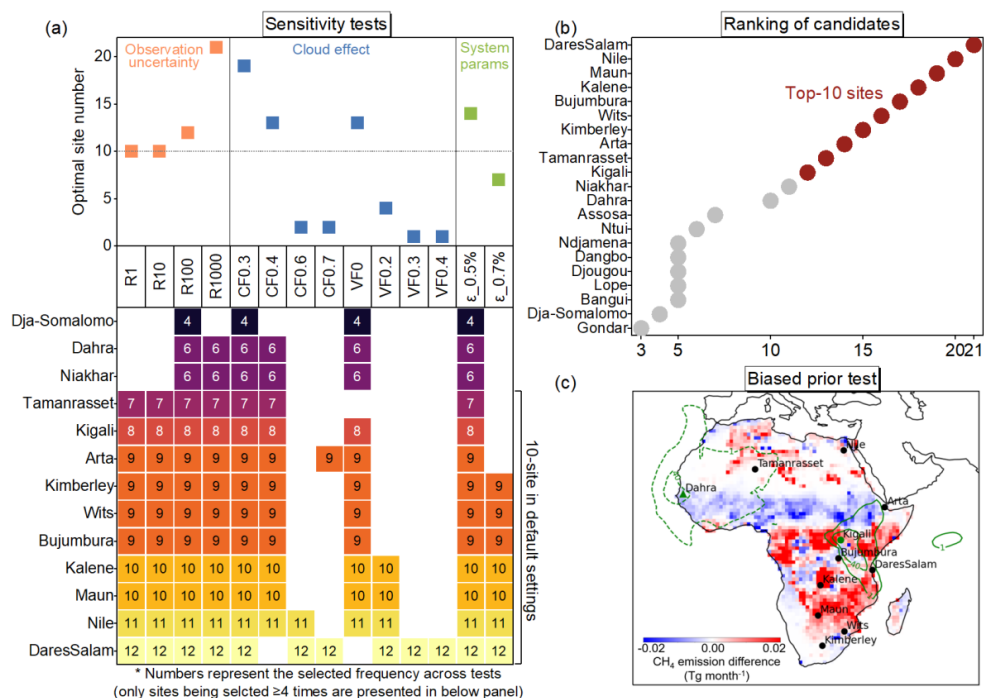 (a)
Sensitivity tests
Observation
uncertainty
Cloud effect
System
params
Optimal site number
20
15
10
5
0
R1 R10 R100 R1000 CF0.3 CF0.4 CF0.6 CF0.7 VF0 VF0.2 VF0.3 VF0.4 ε_0.5% ε_0.7%
Dja-Somalomo 4 4 4 4
Dahra 6 6 6 6 6 6
Niakhar 6 6 6 6 6 6
Tamanrasset 7 7 7 7 7 7 7
Kigali 8 8 8 8 8 8 8 8
Arta 9 9 9 9 9 9 9 9 9
Kimberley 9 9 9 9 9 9 9 9 9
Wits 9 9 9 9 9 9 9 9 9
Bujumbura 9 9 9 9 9 9 9 9 9
Kalene 10 10 10 10 10 10 10 10 10 10
Maun 10 10 10 10 10 10 10 10 10 10
Nile 11 11 11 11 11 11 11 11 11 11 11
DaresSalam 12 12 12 12 12 12 12 12 12 12 12 12
10-site in default settings
* Numbers represent the selected frequency across tests
(only sites being selcted ≥4 times are presented in below panel)
(b)
Ranking of candidates
DaresSalam
Nile
Maun
Kalene
Bujumbura
Wits
Kimberley
Arta
Tamanrasset
Kigali
Niakhar
Dahra
Assosa
Ntui
Ndjamena
Dangbo
Djougou
Lope
Bangui
Dja-Somalomo
Gondar
Top-10 sites
3 5 10 15 2021
(c)
Biased prior test
Nile
Tamanrasset
Dahra
Arta
Kigali
1
Bujumbura
DaresSalam
Kalene
Maun
Wits
Kimberley
-0.02 0.00 0.02
CH₄ emission difference
(Tg month⁻¹)